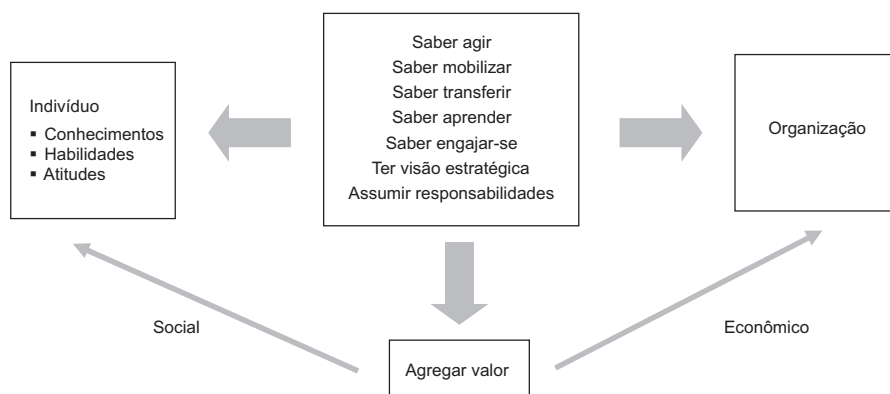 Indivíduo
▪ Conhecimentos
▪ Habilidades
▪ Atitudes
Saber agir
Saber mobilizar
Saber transferir
Saber aprender
Saber engajar-se
Ter visão estratégica
Assumir responsabilidades
Organização
Social
Econômico
Agregar valor